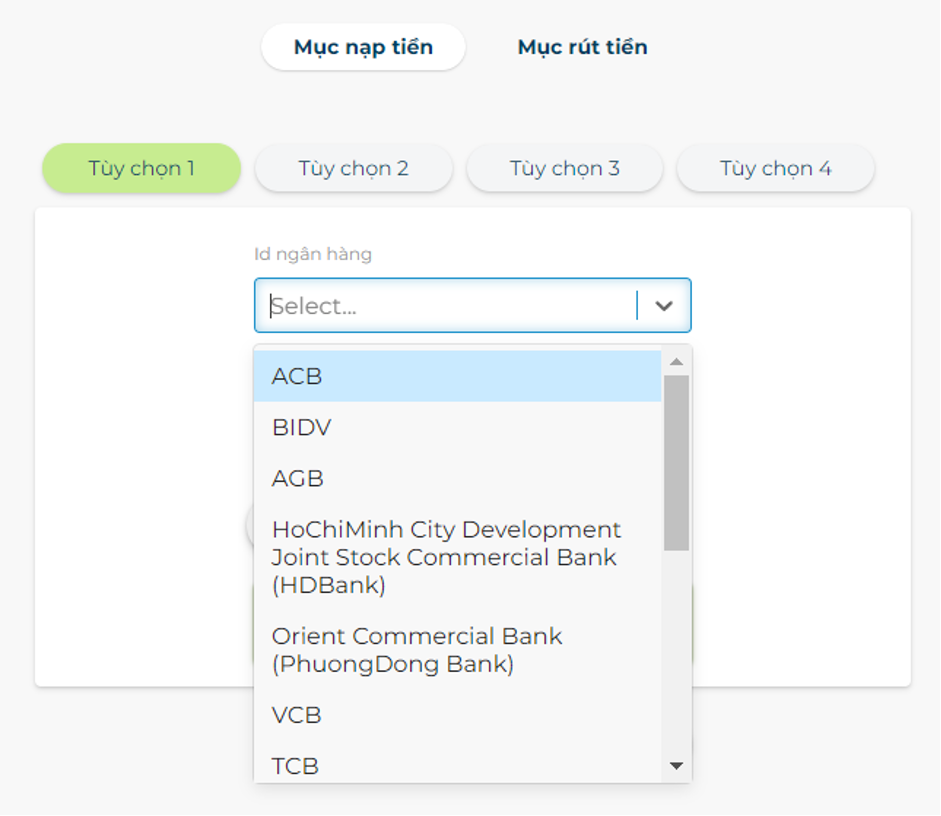 Mục nạp tiền
Mục rút tiền
Tùy chọn 1
Tùy chọn 2
Tùy chọn 3
Tùy chọn 4
Id ngân hàng
Select...
ACB
BIDV
AGB
HoChiMinh City Development
Joint Stock Commercial Bank
(HDBank)
Orient Commercial Bank
(PhuongDong Bank)
VCB
TCB